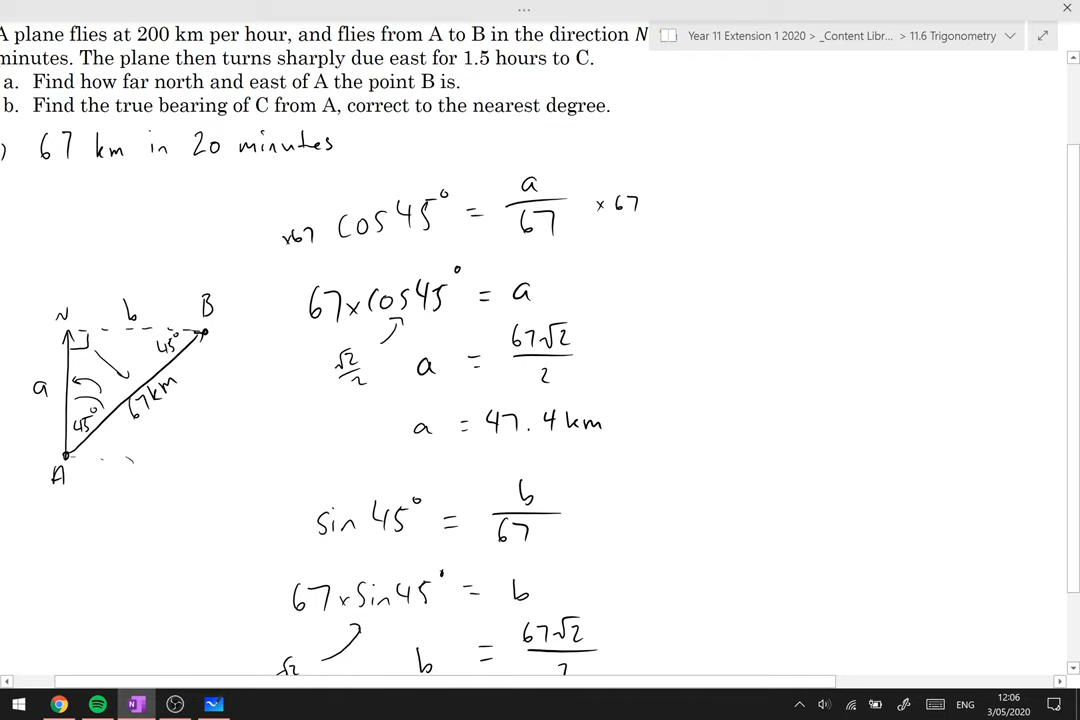 A plane flies at 200 km per hour, and flies from A to B in the direction N
minutes. The plane then turns sharply due east for 1.5 hours to C.
a. Find how far north and east of A the point B is.
b. Find the true bearing of C from A, correct to the nearest degree.
Year 11 Extension 1 2020 > _Content Libr... > 11.6 Trigonometry
) 67 km in 20 minutes
×67 cos 45° = a/67 × 67
67 × cos 45° = a
√2/2
a = 67√2/2
a = 47.4 km
N b B
45°
a
67 km
45°
A
sin 45° = b/67
67 × sin 45° = b
√2
b = 67√2/2
ENG
12:06
3/05/2020